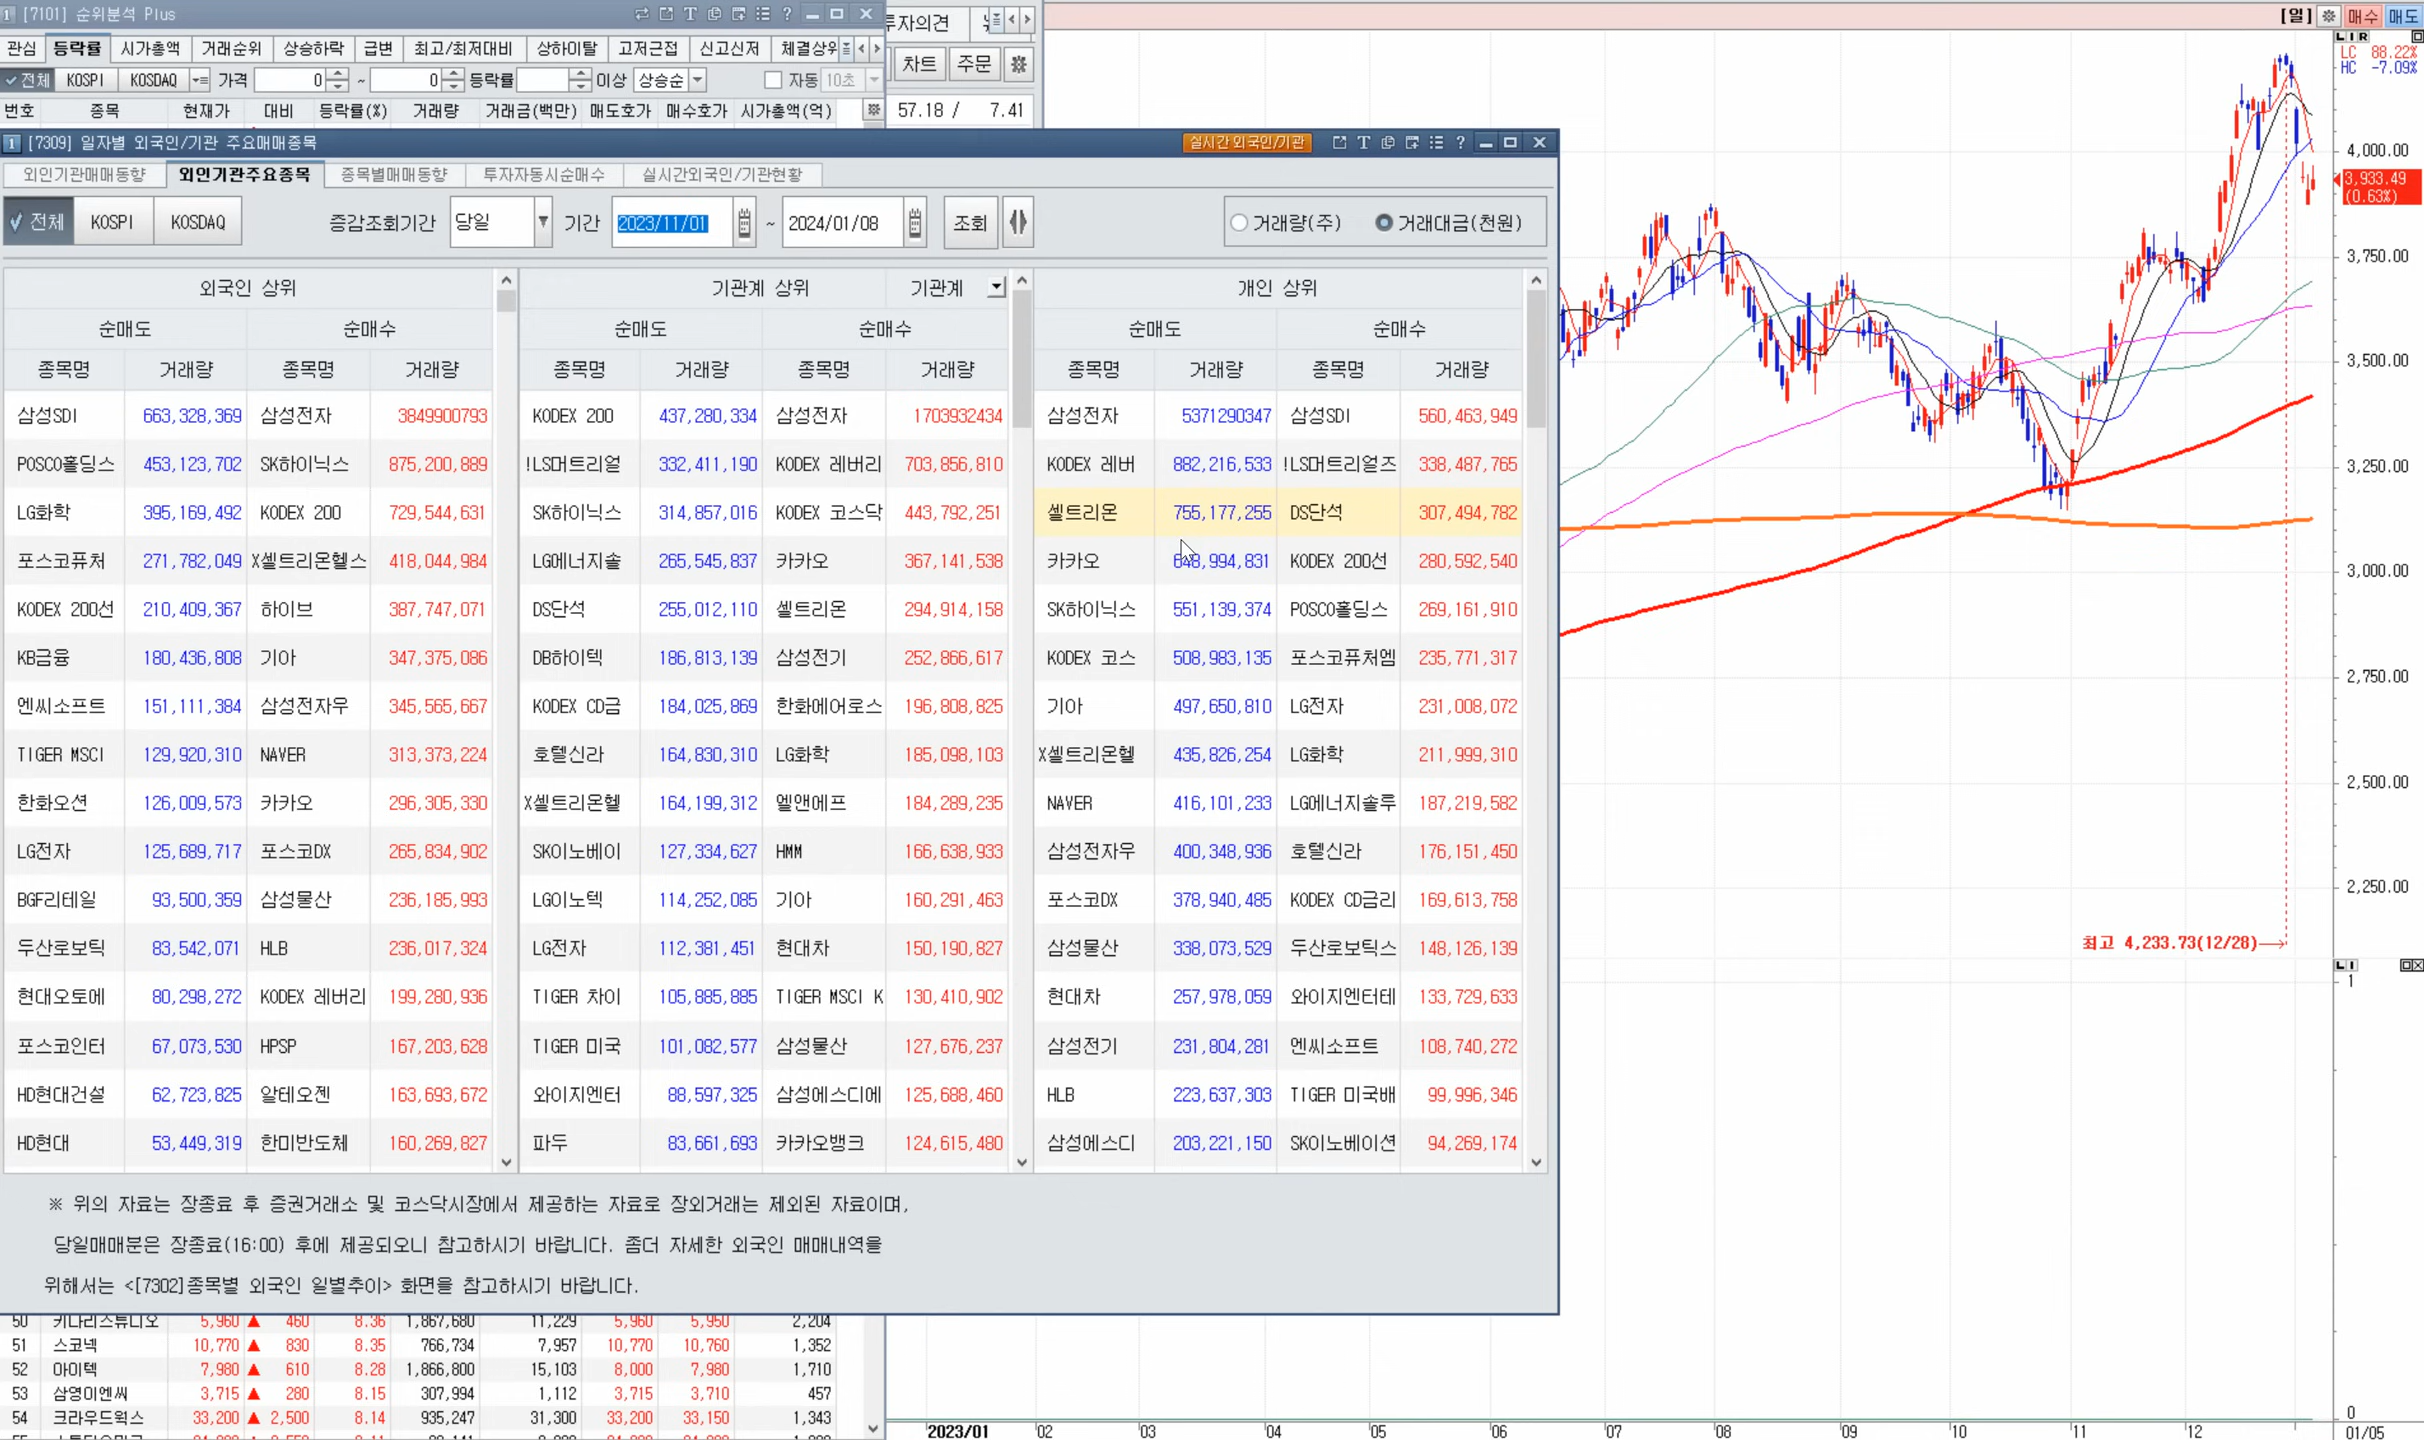 [7101] 순위분석 Plus
관심 등락률 시가총액 거래순위 상승하락 급변 최고/최저대비 상하이탈 고저근접 신고신저 체결상위
전체 KOSPI KOSDAQ 가격 0 ~ 0 등락률 이상 상승순 자동 10초
번호 종목 현재가 대비 등락률(%) 거래량 거래금(백만) 매도호가 매수호가 시가총액(억)
투자의견
차트 주문
57.18 / 7.41
[7309] 일자별 외국인/기관 주요매매종목 실시간 외국인/기관
외인기관매매동향 외인기관주요종목 종목별매매동향 투자자동시순매수 실시간외국인/기관현황
전체 KOSPI KOSDAQ 증감조회기간 당일 기간 2023/11/01 ~ 2024/01/08 조회 거래량(주) 거래대금(천원)
외국인 상위 기관계 상위 기관계 개인 상위
순매도 순매수 순매도 순매수 순매도 순매수
종목명 거래량 종목명 거래량 종목명 거래량 종목명 거래량 종목명 거래량 종목명 거래량
삼성SDI 663,328,369 삼성전자 3849900793 KODEX 200 437,280,334 삼성전자 1703932434 삼성전자 5371290347 삼성SDI 560,463,949
POSCO홀딩스 453,123,702 SK하이닉스 875,200,889 !LS머트리얼 332,411,190 KODEX 레버리 703,856,810 KODEX 레버 882,216,533 !LS머트리얼즈 338,487,765
LG화학 395,169,492 KODEX 200 729,544,631 SK하이닉스 314,857,016 KODEX 코스닥 443,792,251 셀트리온 755,177,255 DS단석 307,494,782
포스코퓨처 271,782,049 X셀트리온헬스 418,044,984 LG에너지솔 265,545,837 카카오 367,141,538 카카오 648,994,831 KODEX 200선 280,592,540
KODEX 200선 210,409,367 하이브 387,747,071 DS단석 255,012,110 셀트리온 294,914,158 SK하이닉스 551,139,374 POSCO홀딩스 269,161,910
KB금융 180,436,808 기아 347,375,086 DB하이텍 186,813,139 삼성전기 252,866,617 KODEX 코스 508,983,135 포스코퓨처엠 235,771,317
엔씨소프트 151,111,384 삼성전자우 345,565,667 KODEX CD금 184,025,869 한화에어로스 196,808,825 기아 497,650,810 LG전자 231,008,072
TIGER MSCI 129,920,310 NAVER 313,373,224 호텔신라 164,830,310 LG화학 185,098,103 X셀트리온헬 435,826,254 LG화학 211,999,310
한화오션 126,009,573 카카오 296,305,330 X셀트리온헬 164,199,312 엘앤에프 184,289,235 NAVER 416,101,233 LG에너지솔루 187,219,582
LG전자 125,689,717 포스코DX 265,834,902 SK이노베이 127,334,627 HMM 166,638,933 삼성전자우 400,348,936 호텔신라 176,151,450
BGF리테일 93,500,359 삼성물산 236,185,993 LG이노텍 114,252,085 기아 160,291,463 포스코DX 378,940,485 KODEX CD금리 169,613,758
두산로보틱 83,542,071 HLB 236,017,324 LG전자 112,381,451 현대차 150,190,827 삼성물산 338,073,529 두산로보틱스 148,126,139
현대오토에 80,298,272 KODEX 레버리 199,280,936 TIGER 차이 105,885,885 TIGER MSCI K 130,410,902 현대차 257,978,059 와이지엔터테 133,729,633
포스코인터 67,073,530 HPSP 167,203,628 TIGER 미국 101,082,577 삼성물산 127,676,237 삼성전기 231,804,281 엔씨소프트 108,740,272
HD현대건설 62,723,825 알테오젠 163,693,672 와이지엔터 88,597,325 삼성에스디에 125,688,460 HLB 223,637,303 TIGER 미국배 99,996,346
HD현대 53,449,319 한미반도체 160,269,827 파두 83,661,693 카카오뱅크 124,615,480 삼성에스디 203,221,150 SK이노베이션 94,269,174
※ 위의 자료는 장종료 후 증권거래소 및 코스닥시장에서 제공하는 자료로 장외거래는 제외된 자료이며,
당일매매분은 장종료(16:00) 후에 제공되오니 참고하시기 바랍니다. 좀더 자세한 외국인 매매내역을
위해서는 <[7302]종목별 외국인 일별추이> 화면을 참고하시기 바랍니다.
50 키다리스튜디오 5,960 ▲ 460 8.36 1,867,680 11,229 5,960 5,950 2,204
51 스코넥 10,770 ▲ 830 8.35 766,734 7,957 10,770 10,760 1,352
52 아이텍 7,980 ▲ 610 8.28 1,866,800 15,103 8,000 7,980 1,710
53 삼영이엔씨 3,715 ▲ 280 8.15 307,994 1,112 3,715 3,710 457
54 크라우드웍스 33,200 ▲ 2,500 8.14 935,247 31,300 33,200 33,150 1,343
[일] 매수 매도
LIR
LC 88.22%
HC -7.09%
4,000.00
3,933.49
(0.63%)
3,750.00
3,500.00
3,250.00
3,000.00
2,750.00
2,500.00
2,250.00
최고 4,233.73(12/28)→
LI
1
0
2023/01 02 03 04 05 06 07 08 09 10 11 12 01/05